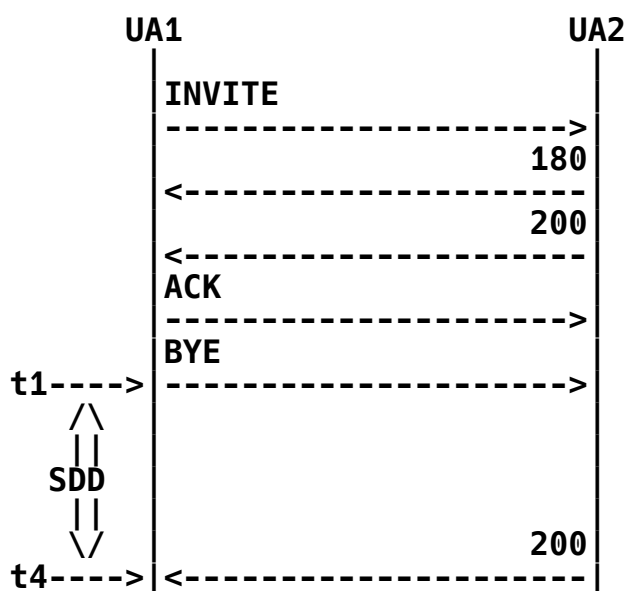 UA1 UA2
INVITE
---------------------->
180
<----------------------
200
<----------------------
ACK
---------------------->
BYE
t1----> ---------------------->
/\
||
SDD
||
\/ 200
t4---->|<----------------------